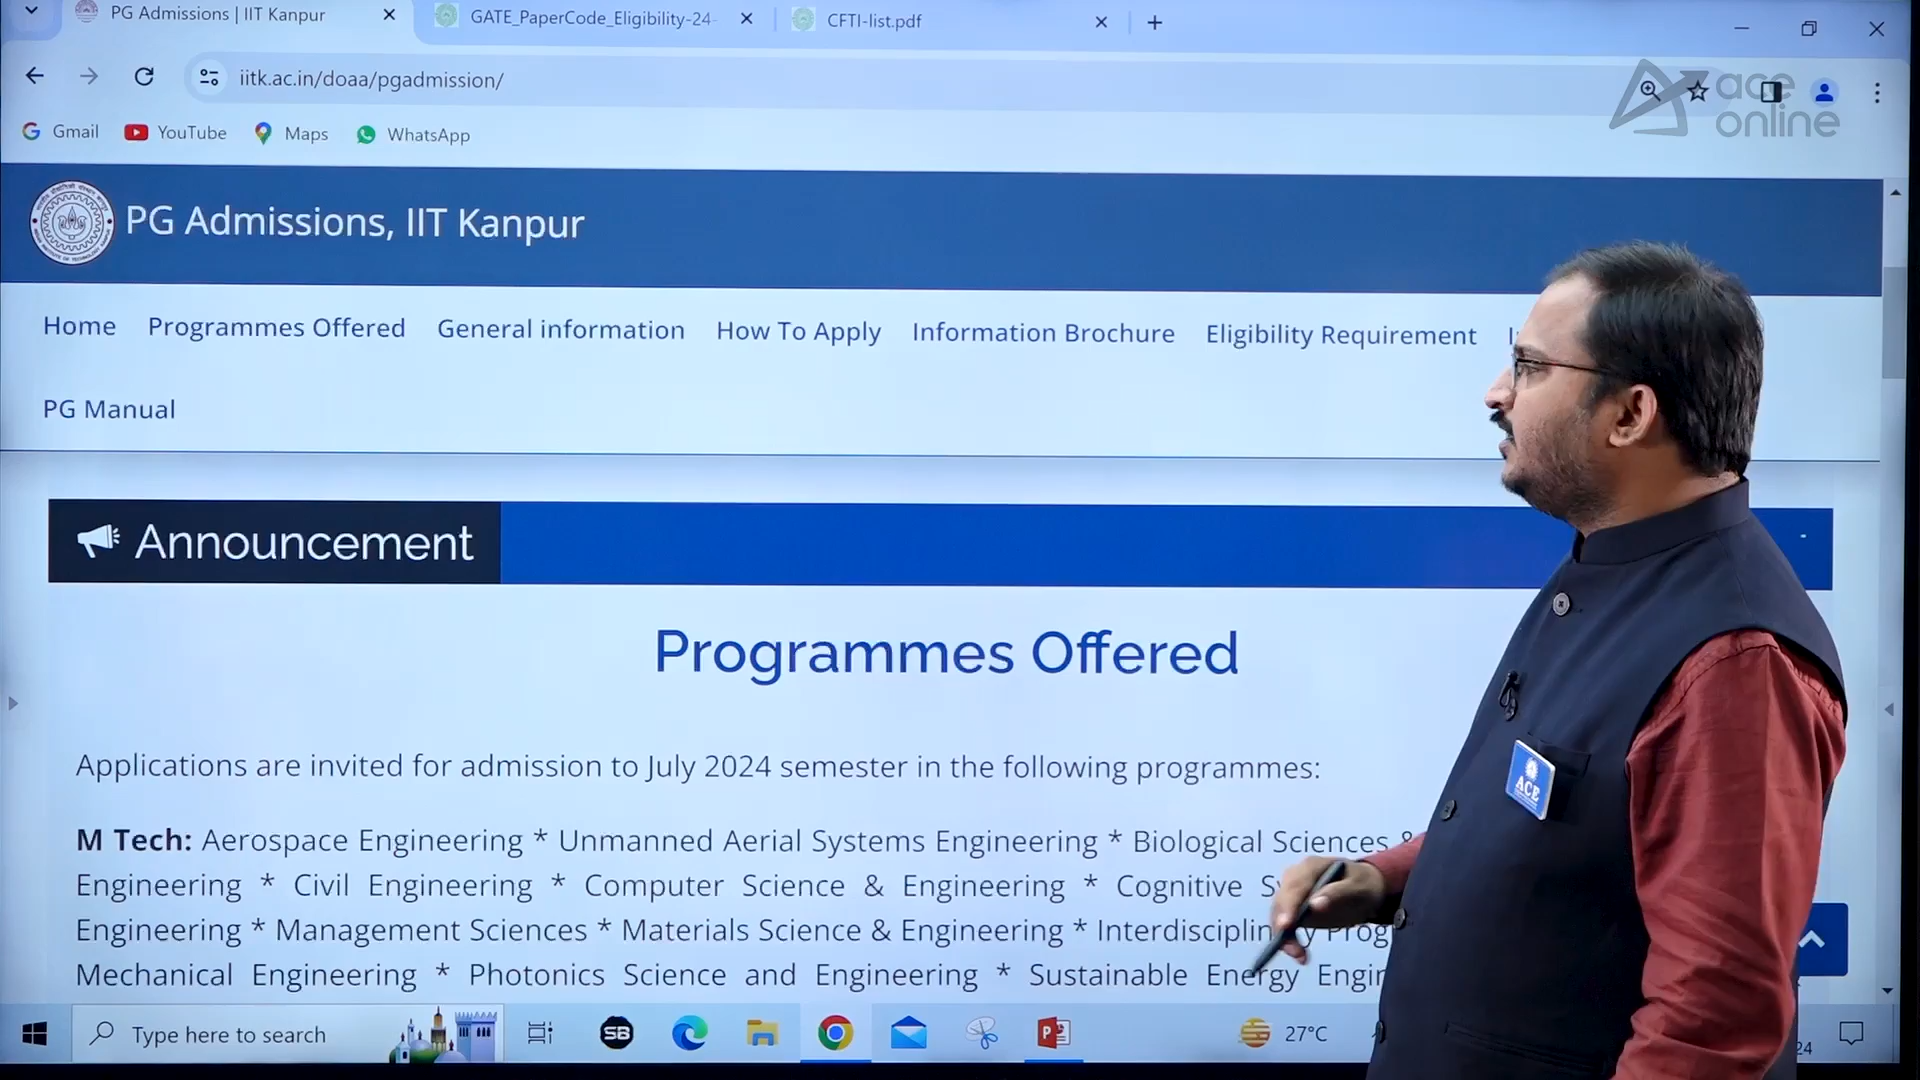 PG Admissions | IIT Kanpur
GATE_PaperCode_Eligibility-24-
CFTI-list.pdf
iitk.ac.in/doaa/pgadmission/
ace
online
Gmail YouTube Maps WhatsApp
PG Admissions, IIT Kanpur
Home Programmes Offered General information How To Apply Information Brochure Eligibility Requirement
PG Manual
Announcement
Programmes Offered
Applications are invited for admission to July 2024 semester in the following programmes:
M Tech: Aerospace Engineering * Unmanned Aerial Systems Engineering * Biological Sciences &
Engineering * Civil Engineering * Computer Science & Engineering * Cognitive
Engineering * Management Sciences * Materials Science & Engineering *
Mechanical Engineering * Photonics Science and Engineering * Sustainable Energy
ACE
Type here to search
SB
27°C
24